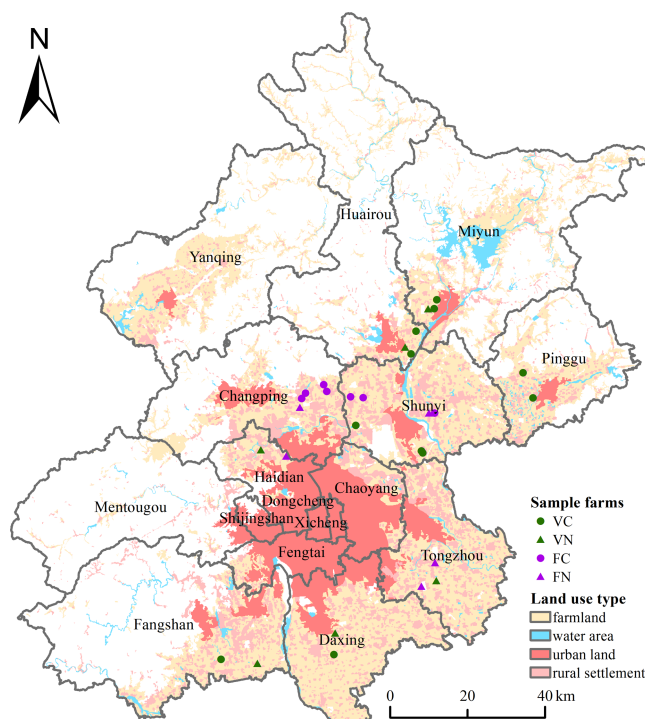 N
Huairou
Miyun
Yanqing
Pinggu
Changping
Shunyi
Haidian
Chaoyang
Dongcheng
Mentougou
Shijingshan
Xicheng
Fengtai
Tongzhou
Fangshan
Daxing
Sample farms
VC
VN
FC
FN
Land use type
farmland
water area
urban land
rural settlement
0 20 40 km